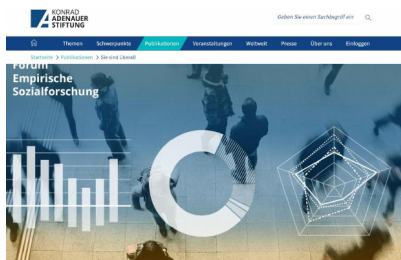 KONRAD
ADENAUER
STIFTUNG
Geben Sie einen Suchbegriff ein
Themen Schwerpunkte Publikationen Veranstaltungen Weltweit Presse Über uns Einloggen
Startseite > Publikationen > Sie sind überall
Forum
Empirische
Sozialforschung